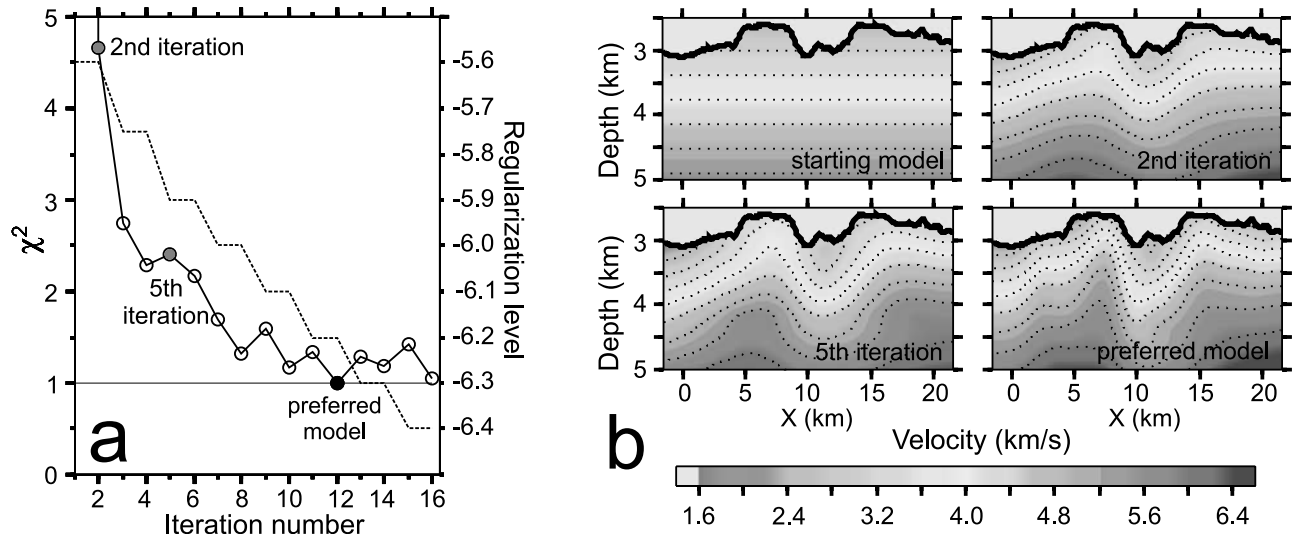 5
4
3
2
1
0
χ2
2nd iteration
5th
iteration
preferred
model
a
2 4 6 8 10 12 14 16
Iteration number
-5.6
-5.7
-5.8
-5.9
-6.0
-6.1
-6.2
-6.3
-6.4
Regularization level
Depth (km)
3
4
5
starting model
2nd iteration
Depth (km)
3
4
5
5th iteration
preferred model
0 5 10 15 20 0 5 10 15 20
X (km) X (km)
b
Velocity (km/s)
1.6 2.4 3.2 4.0 4.8 5.6 6.4